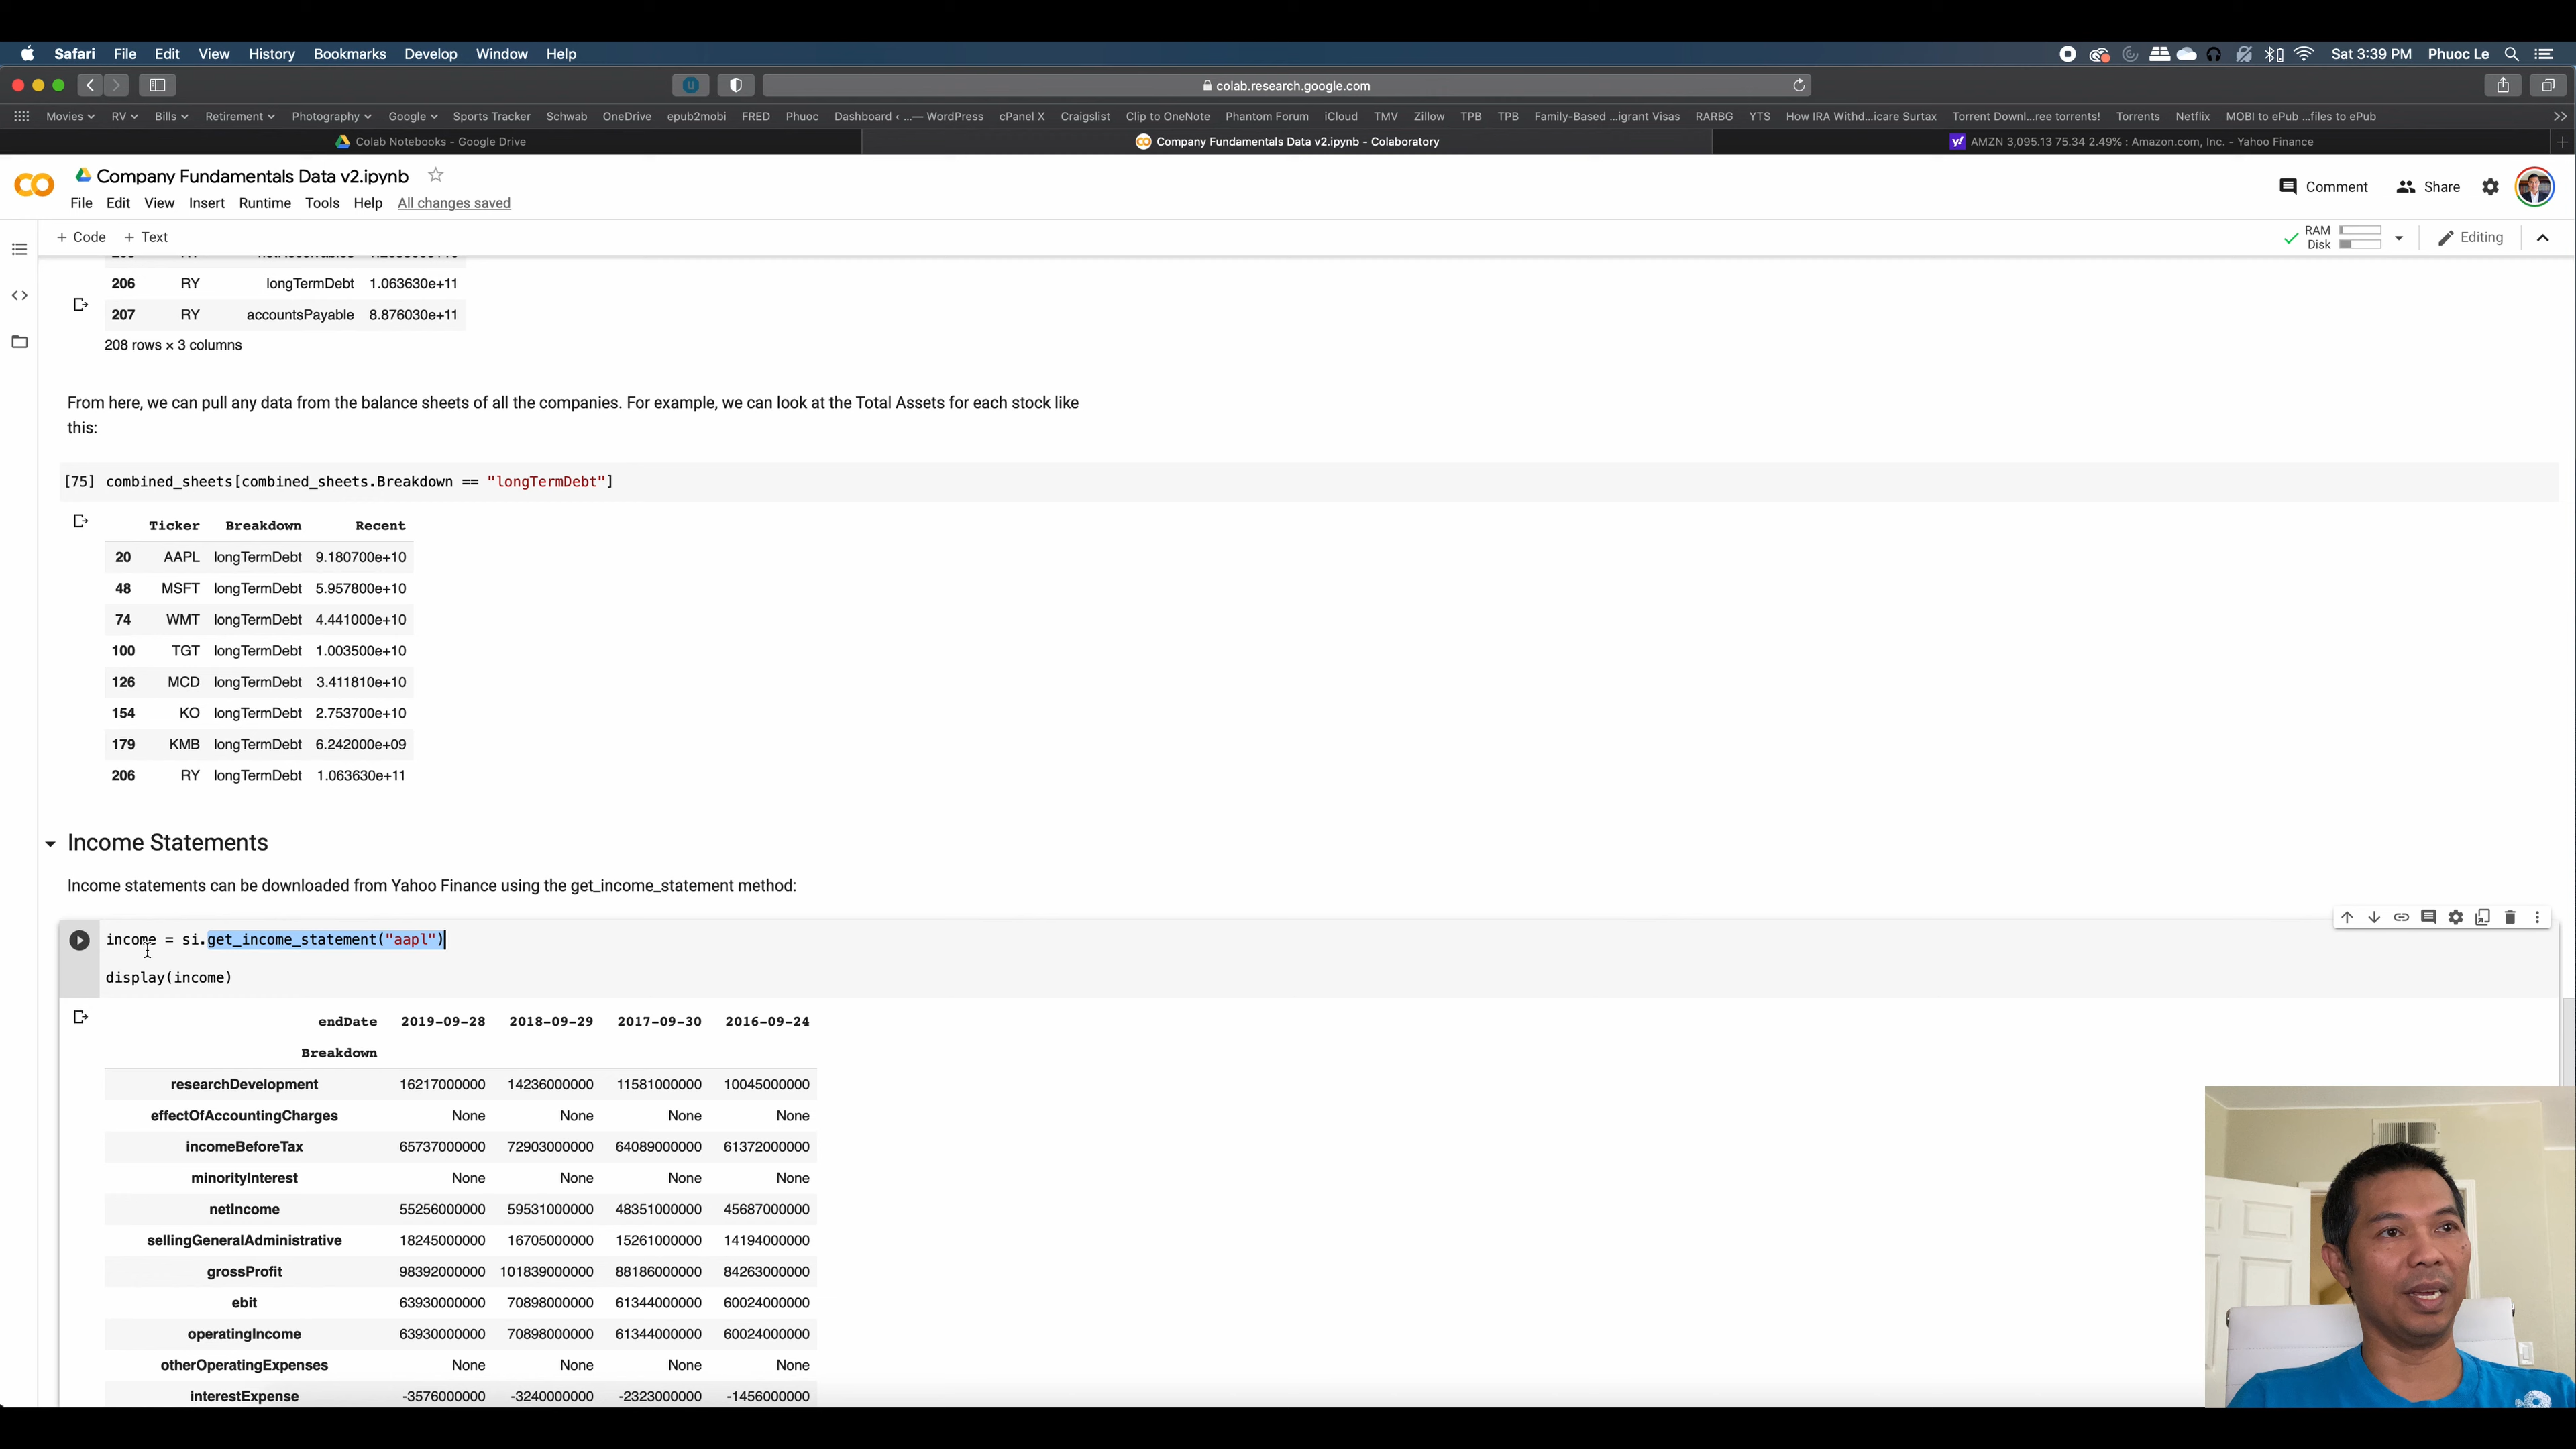 Safari File Edit View History Bookmarks Develop Window Help Sat 3:39 PM Phuoc Le
colab.research.google.com
Movies RV Bills Retirement Photography Google Sports Tracker Schwab OneDrive epub2mobi FRED Phuoc Dashboard ‹ ...— WordPress cPanel X Craigslist Clip to OneNote Phantom Forum iCloud TMV Zillow TPB TPB Family-Based ...igrant Visas RARBG YTS How IRA Withd...icare Surtax Torrent Downl...ree torrents! Torrents Netflix MOBI to ePub ...files to ePub
Colab Notebooks - Google Drive
Company Fundamentals Data v2.ipynb - Colaboratory
AMZN 3,095.13 75.34 2.49% : Amazon.com, Inc. - Yahoo Finance
Company Fundamentals Data v2.ipynb
Comment Share
File Edit View Insert Runtime Tools Help All changes saved
+ Code + Text
RAM
Disk
Editing
206 RY longTermDebt 1.063630e+11
207 RY accountsPayable 8.876030e+11
208 rows × 3 columns
From here, we can pull any data from the balance sheets of all the companies. For example, we can look at the Total Assets for each stock like
this:
[75] combined_sheets[combined_sheets.Breakdown == "longTermDebt"]
Ticker Breakdown Recent
20 AAPL longTermDebt 9.180700e+10
48 MSFT longTermDebt 5.957800e+10
74 WMT longTermDebt 4.441000e+10
100 TGT longTermDebt 1.003500e+10
126 MCD longTermDebt 3.411810e+10
154 KO longTermDebt 2.753700e+10
179 KMB longTermDebt 6.242000e+09
206 RY longTermDebt 1.063630e+11
Income Statements
Income statements can be downloaded from Yahoo Finance using the get_income_statement method:
income = si.get_income_statement("aapl")
display(income)
endDate 2019-09-28 2018-09-29 2017-09-30 2016-09-24
Breakdown
researchDevelopment 16217000000 14236000000 11581000000 10045000000
effectOfAccountingCharges None None None None
incomeBeforeTax 65737000000 72903000000 64089000000 61372000000
minorityInterest None None None None
netIncome 55256000000 59531000000 48351000000 45687000000
sellingGeneralAdministrative 18245000000 16705000000 15261000000 14194000000
grossProfit 98392000000 101839000000 88186000000 84263000000
ebit 63930000000 70898000000 61344000000 60024000000
operatingIncome 63930000000 70898000000 61344000000 60024000000
otherOperatingExpenses None None None None
interestExpense -3576000000 -3240000000 -2323000000 -1456000000